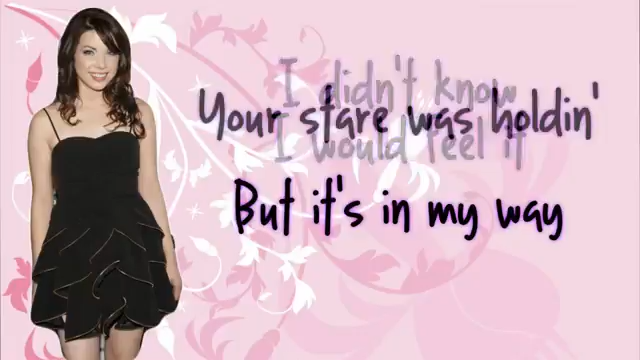 I didn't know
Your stare was holdin'
I would feel it
But it's in my way